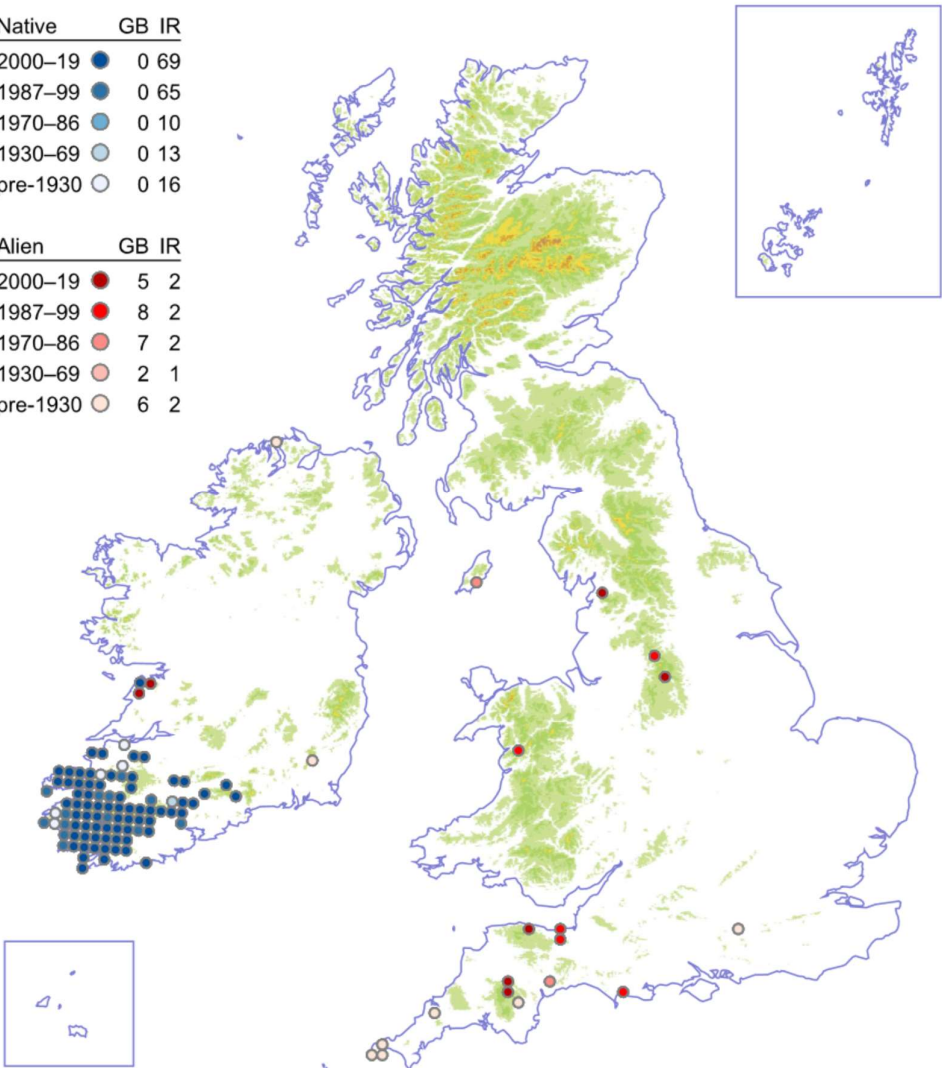 Native GB IR
2000–19 0 69
1987–99 0 65
1970–86 0 10
1930–69 0 13
pre-1930 0 16
Alien GB IR
2000–19 5 2
1987–99 8 2
1970–86 7 2
1930–69 2 1
pre-1930 6 2